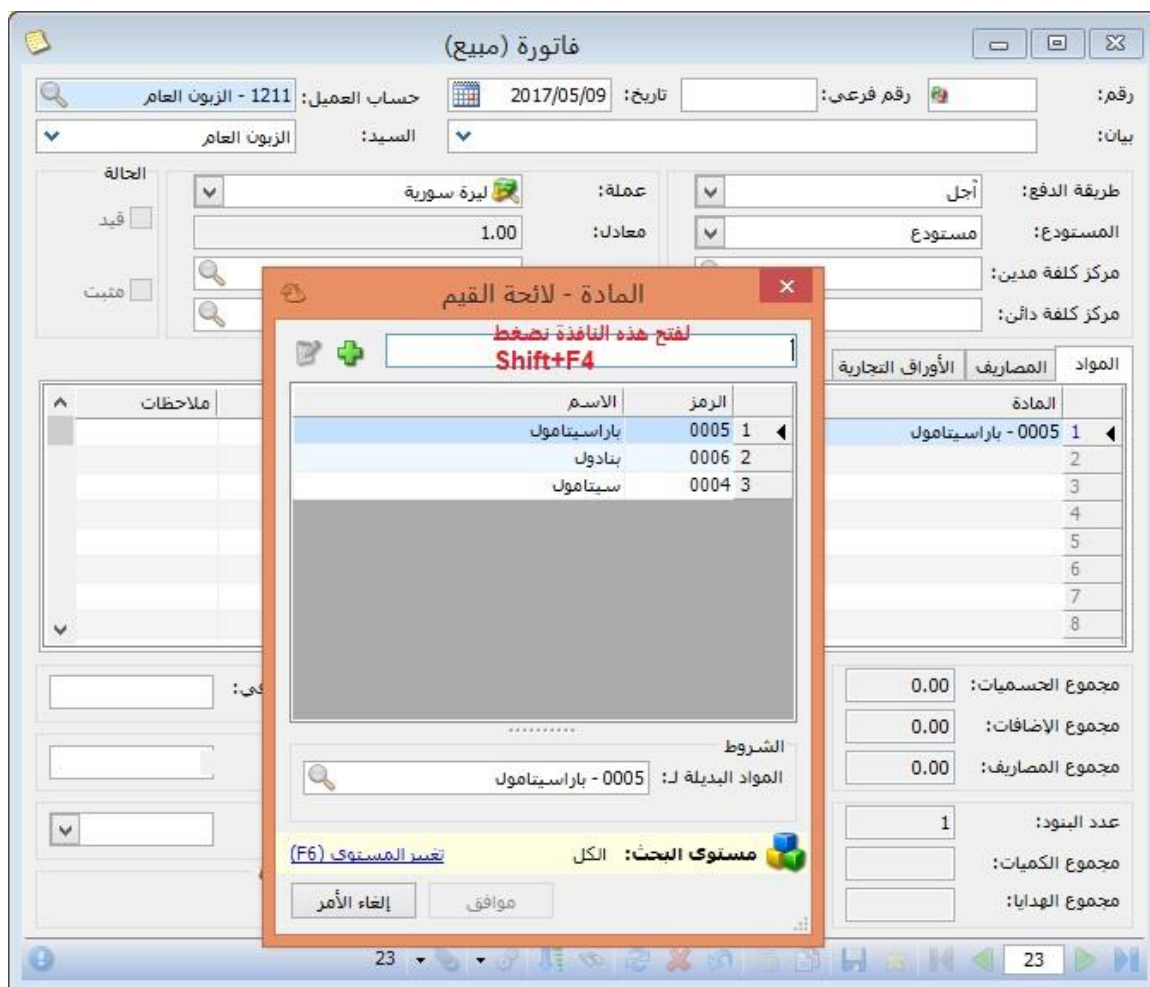 فاتورة (مبيع)
رقم: رقم فرعي: تاريخ: 2017/05/09 حساب العميل: 1211 - الزبون العام
بيان: السيد: الزبون العام
الحالة
طريقة الدفع: آجل عملة: ليرة سورية
قيد
المستودع: مستودع معادل: 1.00
مركز كلفة مدين:
مثبت
مركز كلفة دائن:
المواد المصاريف الأوراق التجارية
المادة ملاحظات
1 0005 - باراسيتامول
2
3
4
5
6
7
8
المادة - لائحة القيم
لفتح هذه النافذة نضغط
Shift+F4
1
الرمز الاسم
1 0005 باراسيتامول
2 0006 بنادول
3 0004 سيتامول
الشروط
المواد البديلة لـ: 0005 - باراسيتامول
مستوى البحث: الكل تغيير المستوى (F6)
موافق إلغاء الأمر
مجموع الحسميات: 0.00
مجموع الإضافات: 0.00
مجموع المصاريف: 0.00
عدد البنود: 1
مجموع الكميات:
مجموع الهدايا:
23 23